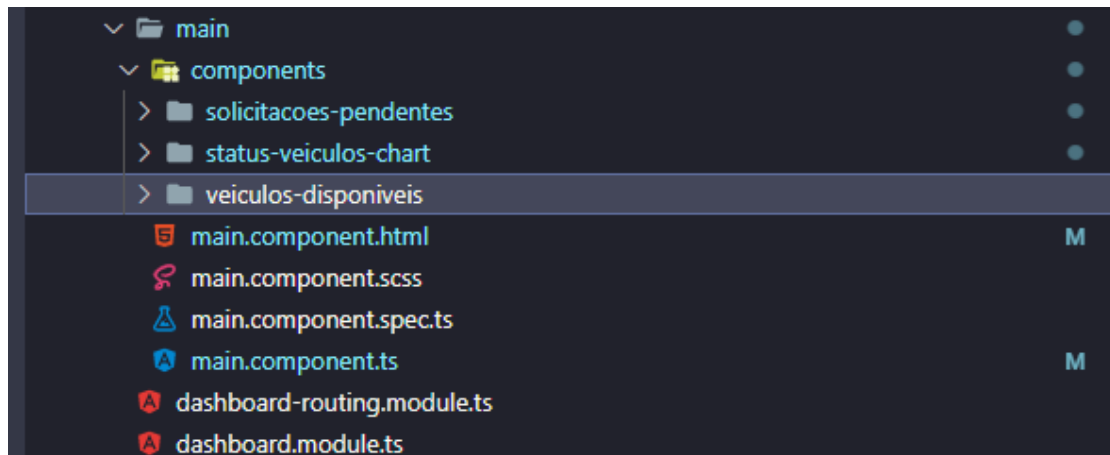 main
components
solicitacoes-pendentes
status-veiculos-chart
veiculos-disponiveis
main.component.html M
main.component.scss
main.component.spec.ts
main.component.ts M
dashboard-routing.module.ts
dashboard.module.ts